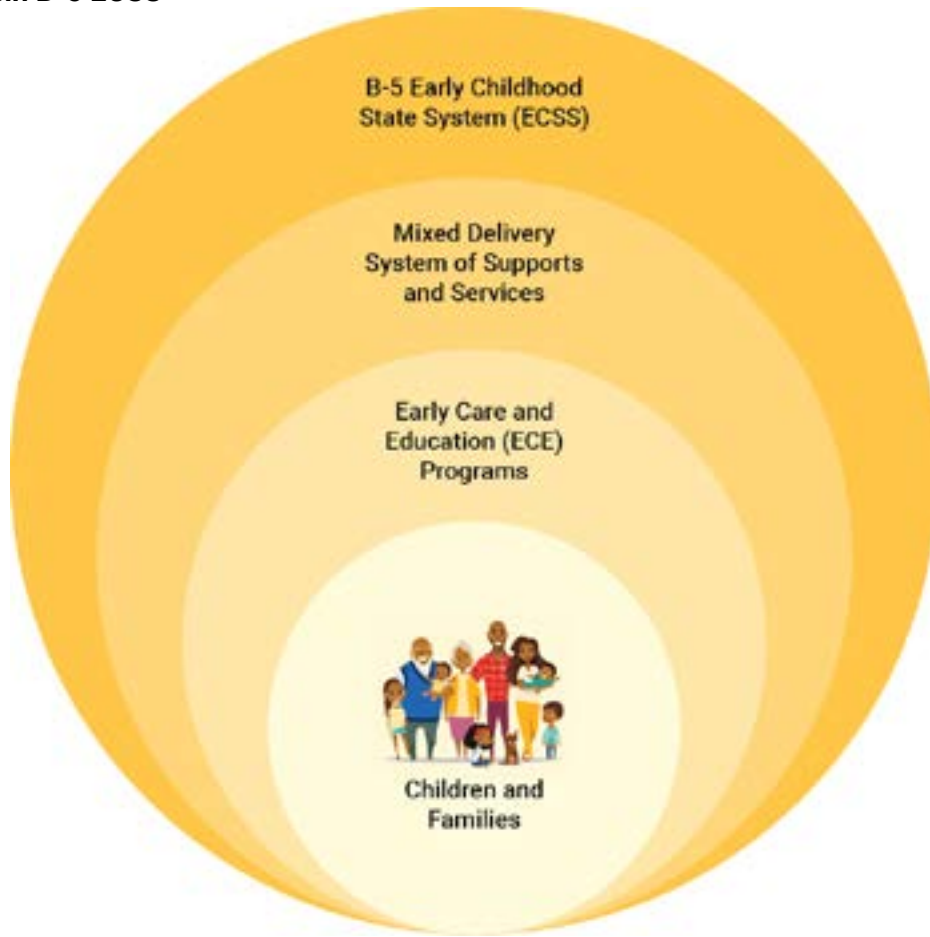 B-5 Early Childhood
State System (ECSS)
Mixed Delivery
System of Supports
and Services
Early Care and
Education (ECE)
Programs
Children and
Families